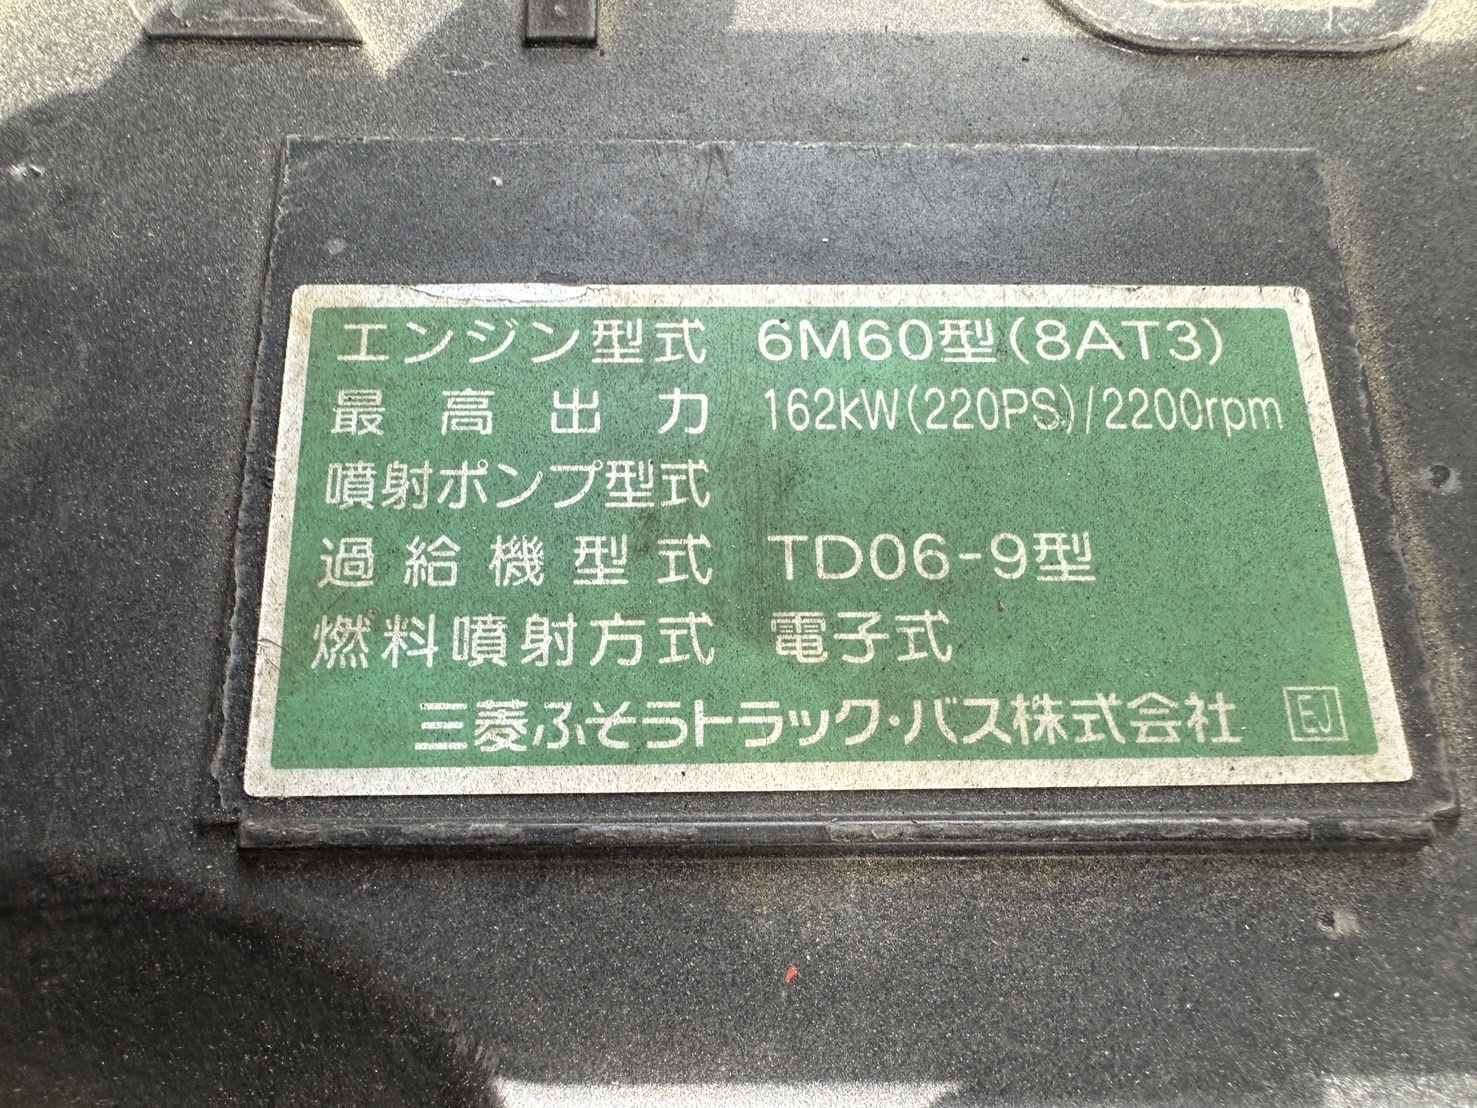 エンジン型式 6M60型(8AT3)
最高出力 162kW(220PS)/2200rpm
噴射ポンプ型式
過給機型式 TD06-9型
燃料噴射方式 電子式
三菱ふそうトラック・バス株式会社 EJ